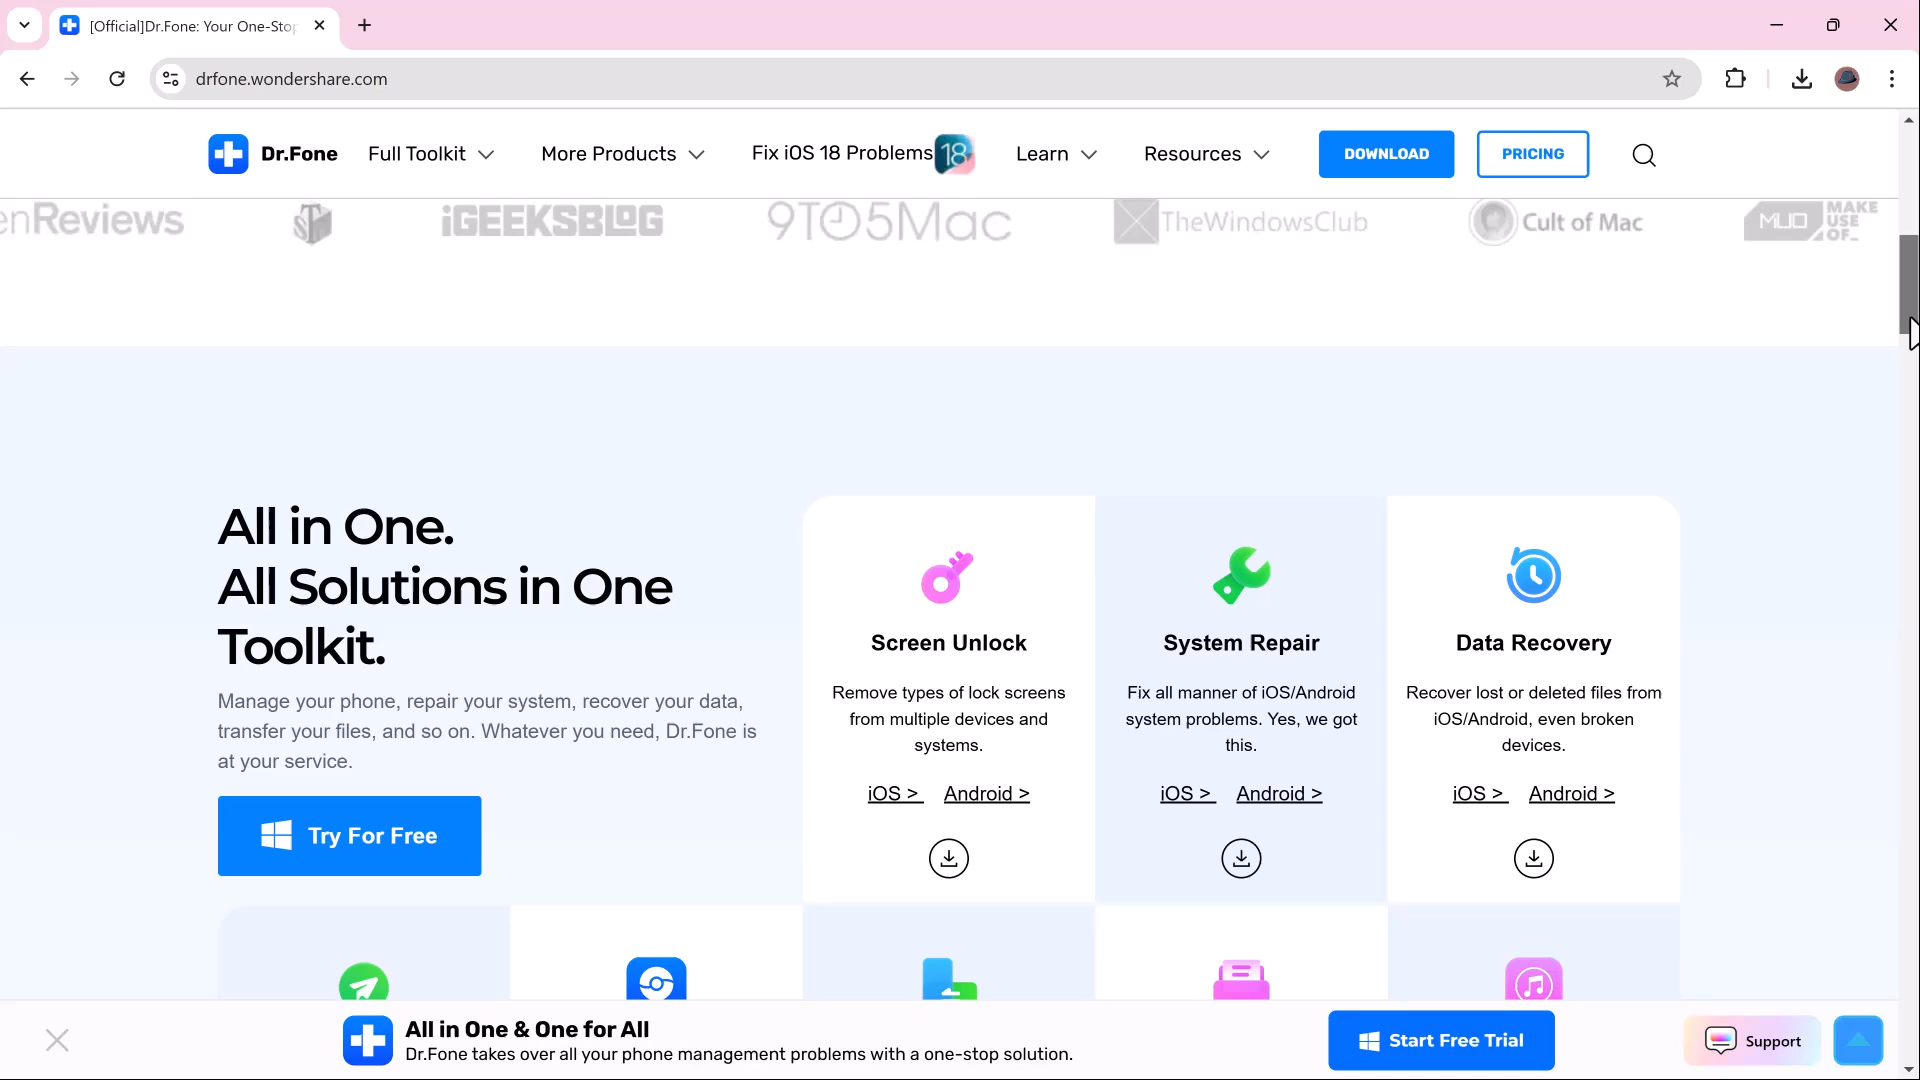 [Official]Dr.Fone: Your One-Stop
drfone.wondershare.com
Dr.Fone Full Toolkit More Products Fix iOS 18 Problems 18 Learn Resources DOWNLOAD PRICING
enReviews iGEEKSBLOG 9TO5Mac TheWindowsClub Cult of Mac MUO MAKE USE OF_
All in One.
All Solutions in One
Toolkit.
Manage your phone, repair your system, recover your data,
transfer your files, and so on. Whatever you need, Dr.Fone is
at your service.
Try For Free
Screen Unlock
Remove types of lock screens
from multiple devices and
systems.
iOS > Android >
System Repair
Fix all manner of iOS/Android
system problems. Yes, we got
this.
iOS > Android >
Data Recovery
Recover lost or deleted files from
iOS/Android, even broken
devices.
iOS > Android >
All in One & One for All
Dr.Fone takes over all your phone management problems with a one-stop solution.
Start Free Trial
Support